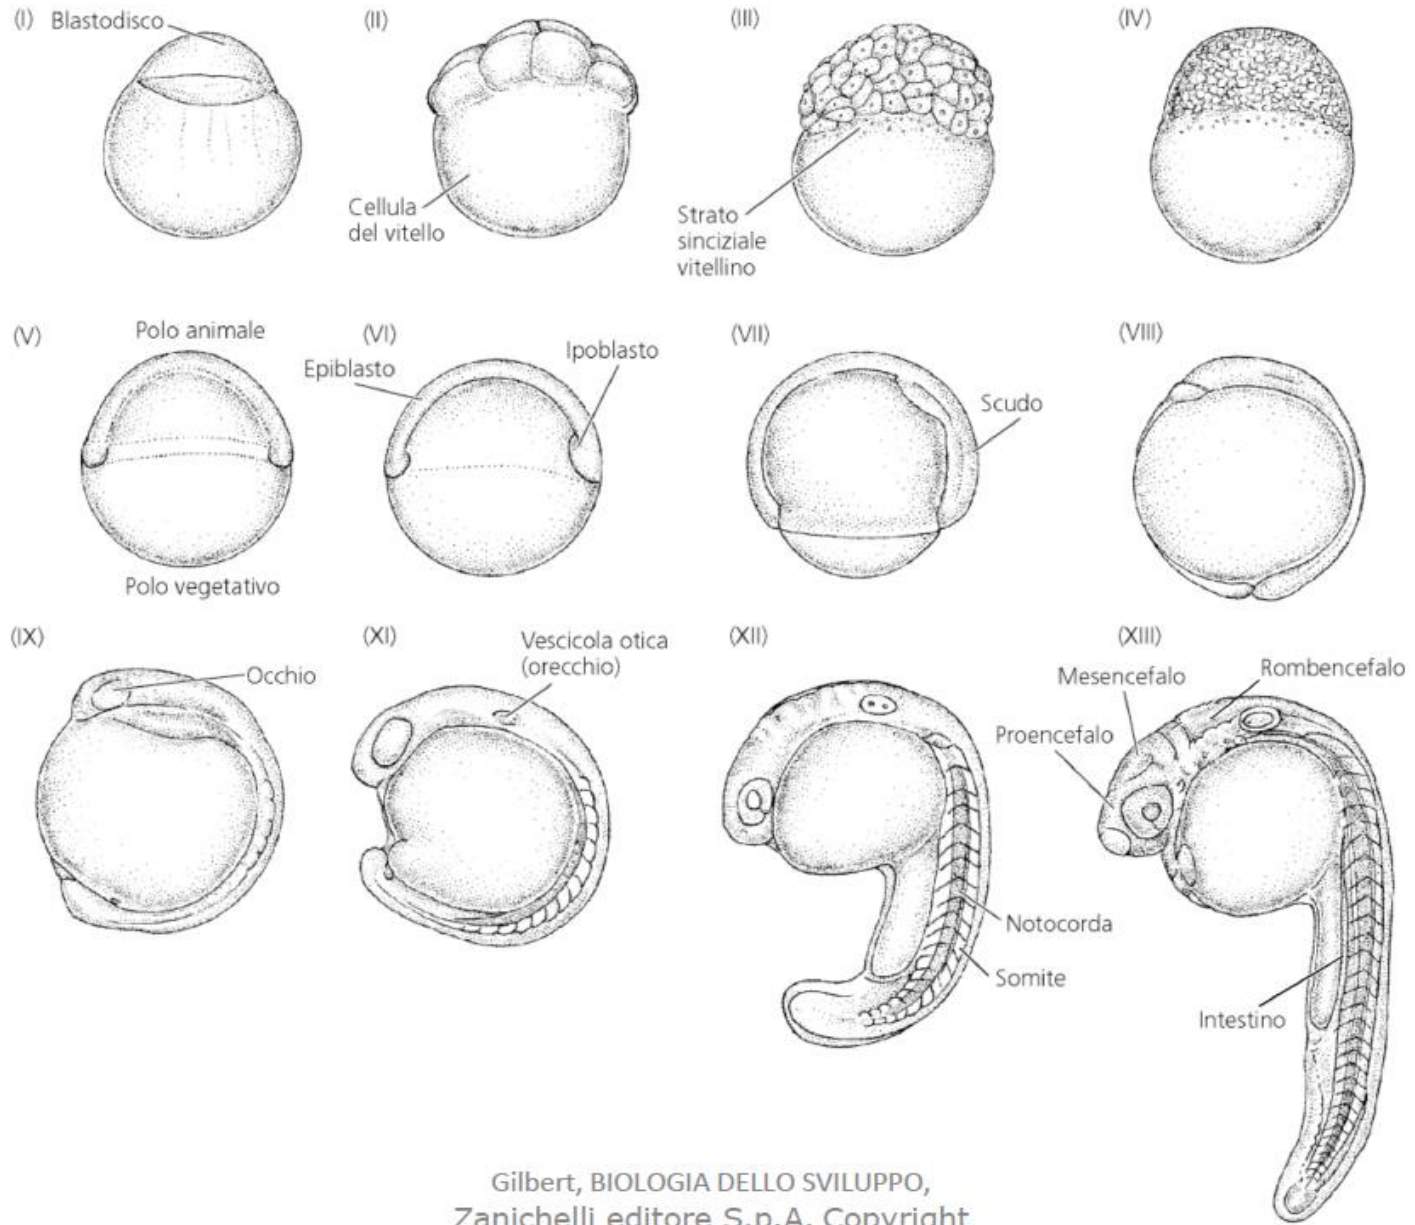 (I)
Blastodisco
(II)
Cellula
del vitello
(III)
Strato
sinciziale
vitellino
(IV)
(V)
Polo animale
Polo vegetativo
(VI)
Epiblasto
Ipoblasto
(VII)
Scudo
(VIII)
(IX)
Occhio
(XI)
Vescicola otica
(orecchio)
(XII)
Notocorda
Somite
(XIII)
Mesencefalo
Rombencefalo
Proencefalo
Intestino
Gilbert, BIOLOGIA DELLO SVILUPPO,
Zanichelli editore S.p.A. Copyright